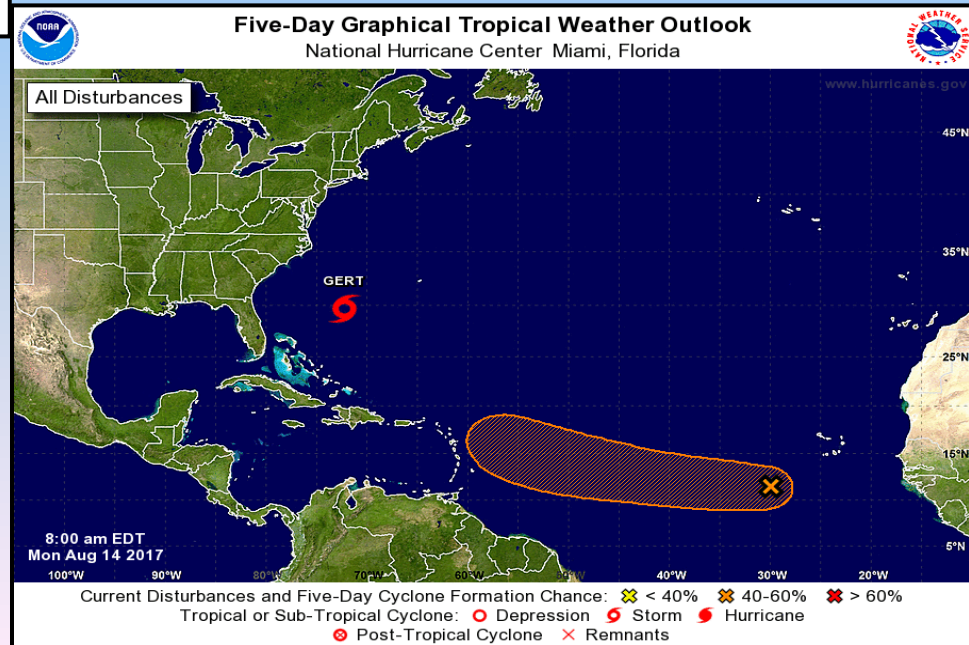 Five-Day Graphical Tropical Weather Outlook
National Hurricane Center Miami, Florida
NOAA
All Disturbances
www.hurricanes.gov
45°N
35°N
GERT
25°N
15°N
8:00 am EDT
Mon Aug 14 2017
5°N
100°W 90°W 80°W 70°W 60°W 50°W 40°W 30°W 20°W
Current Disturbances and Five-Day Cyclone Formation Chance: < 40% 40-60% > 60%
Tropical or Sub-Tropical Cyclone: Depression Storm Hurricane
Post-Tropical Cyclone Remnants